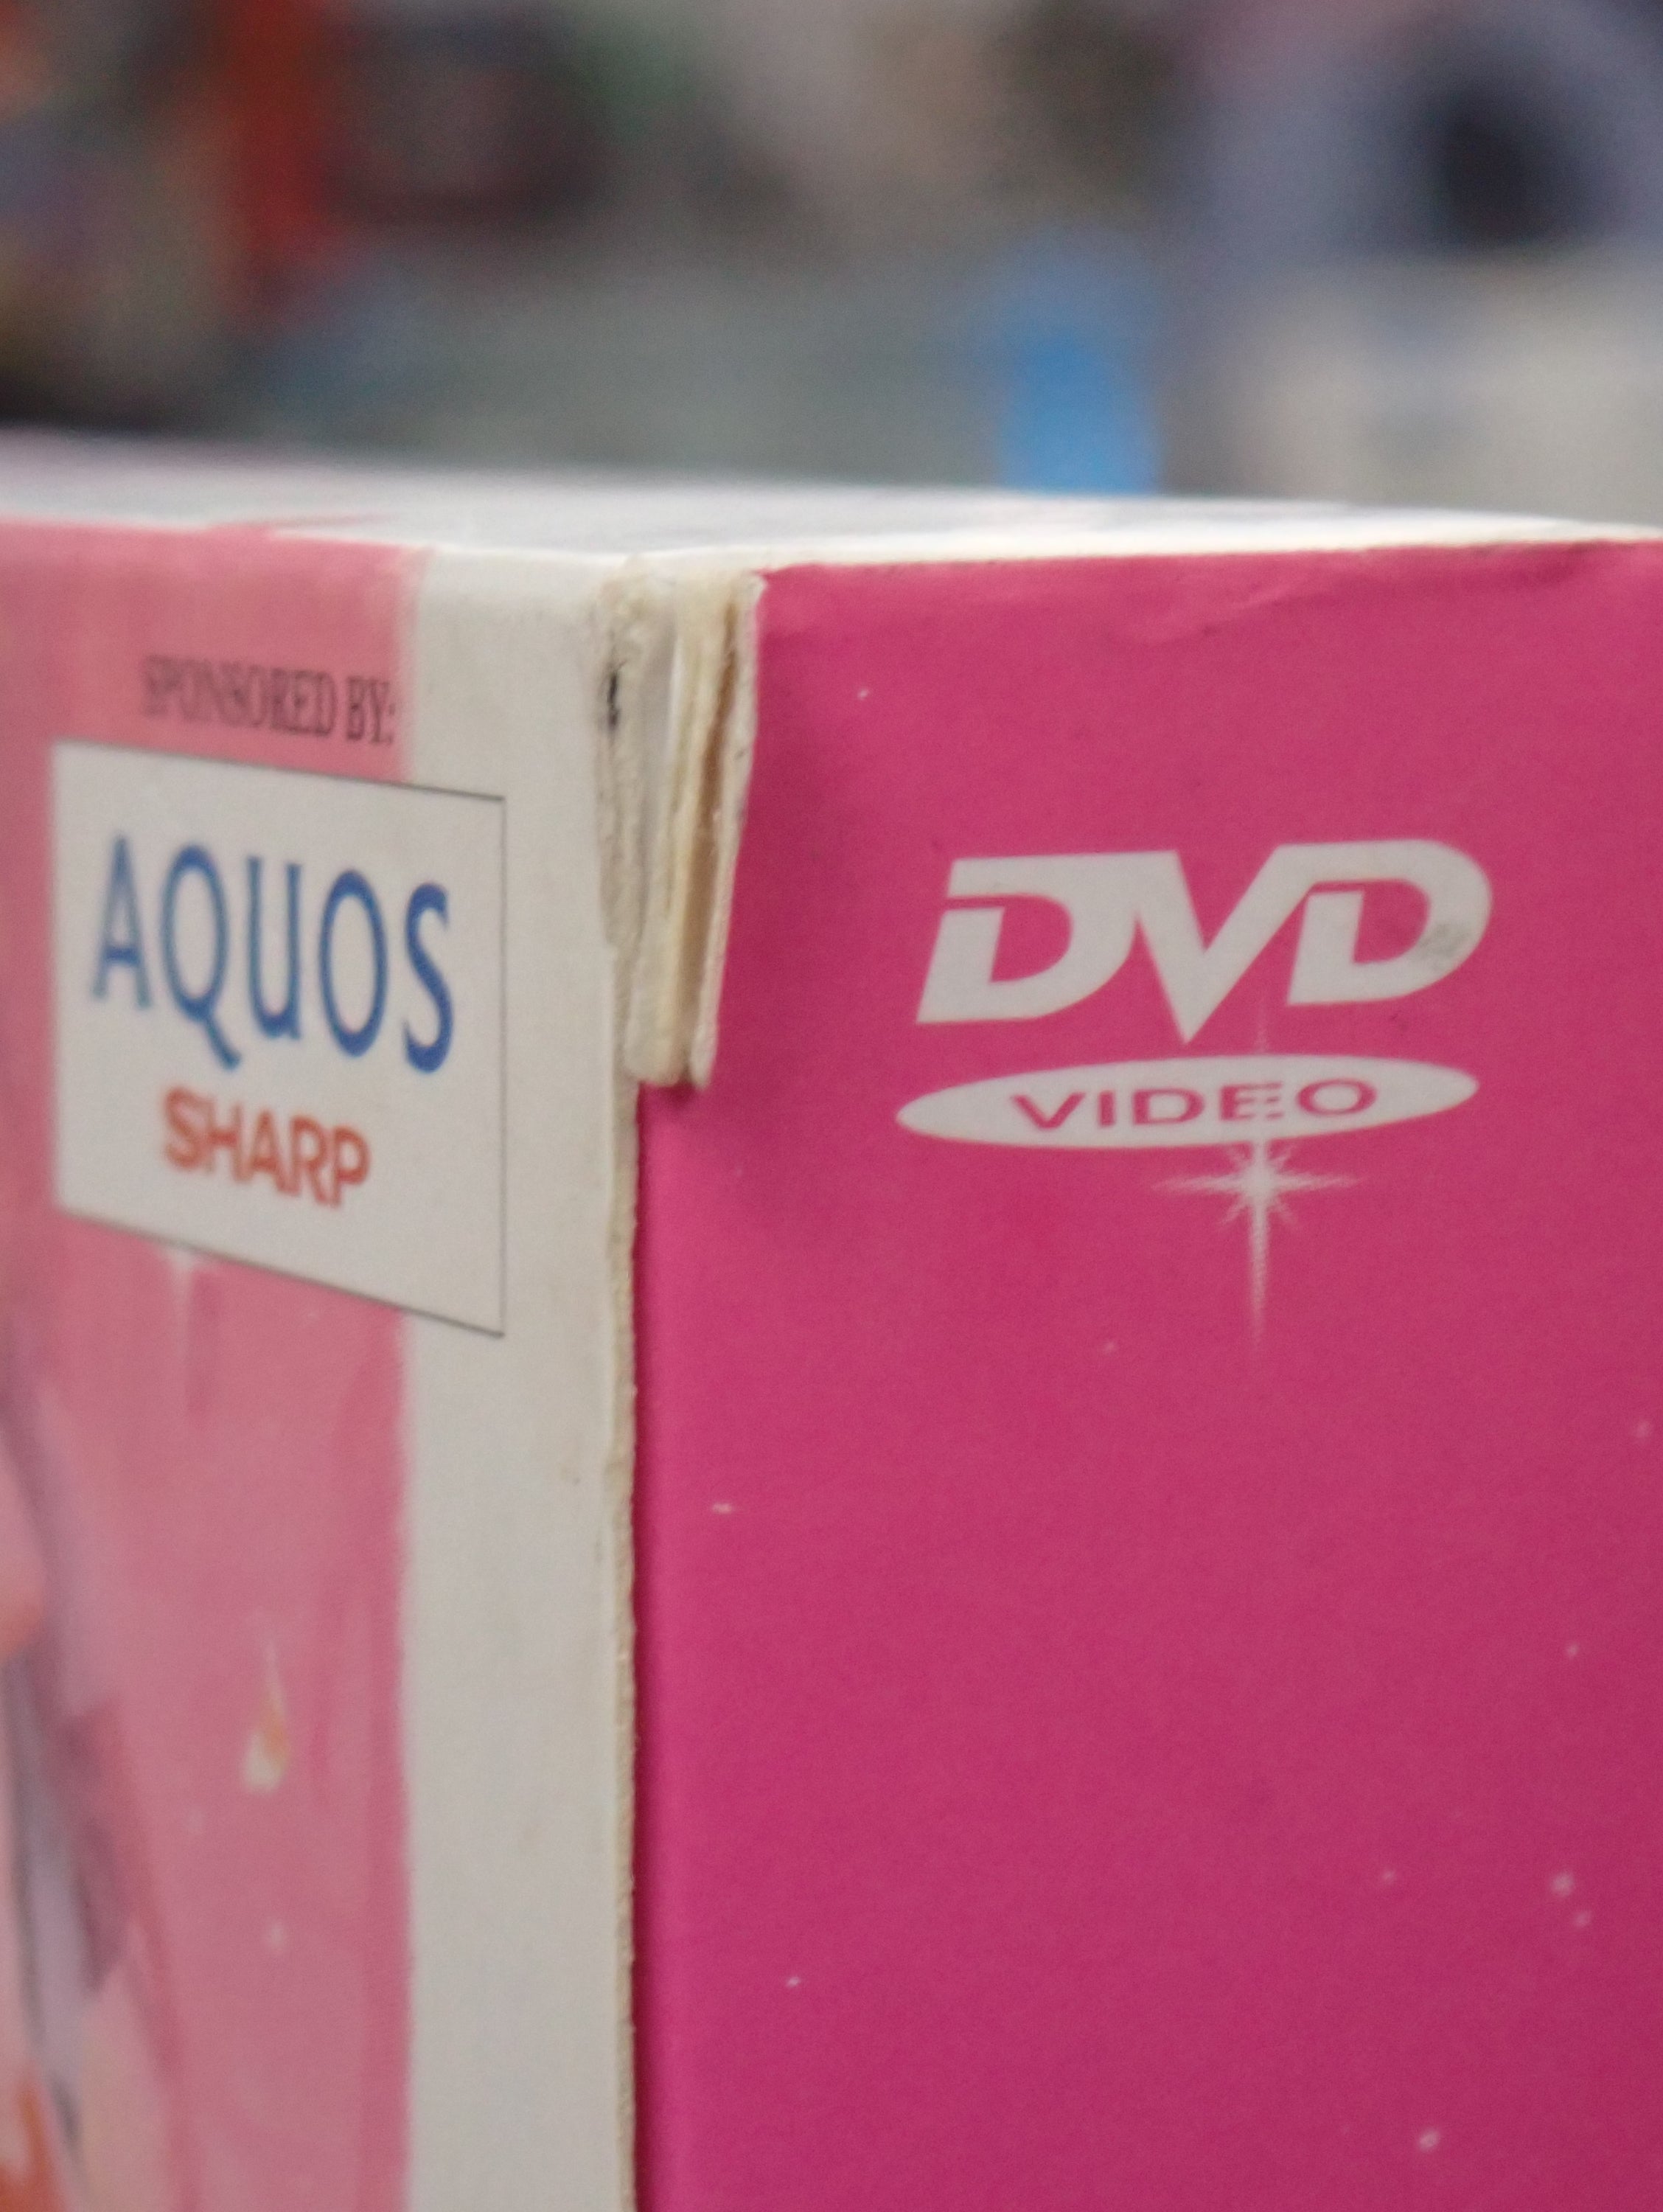 SPONSORED BY:
AQUOS
SHARP
DVD
VIDEO